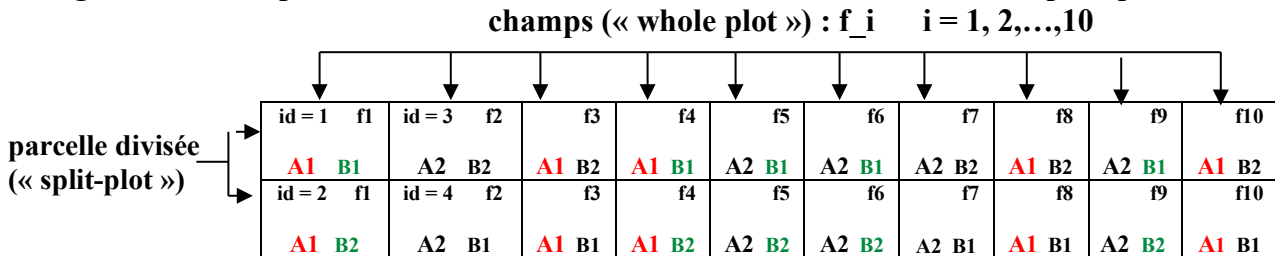 champs (« whole plot ») : f_i i = 1, 2,…,10
parcelle divisée
(« split-plot »)
id = 1 f1 id = 3 f2 f3 f4 f5 f6 f7 f8 f9 f10
A1 B1 A2 B2 A1 B2 A1 B1 A2 B1 A2 B1 A2 B2 A1 B2 A2 B1 A1 B2
id = 2 f1 id = 4 f2 f3 f4 f5 f6 f7 f8 f9 f10
A1 B2 A2 B1 A1 B1 A1 B2 A2 B2 A2 B2 A2 B1 A1 B1 A2 B2 A1 B1